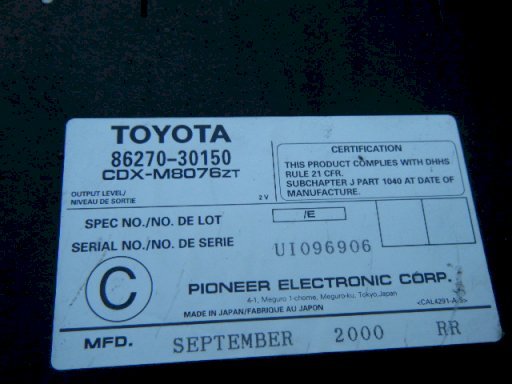 TOYOTA
86270-30150
CDX-M8076ZT
OUTPUT LEVEL/
NIVEAU DE SORTIE 2 V
CERTIFICATION
THIS PRODUCT COMPLIES WITH DHHS
RULE 21 CFR.
SUBCHAPTER J PART 1040 AT DATE OF
MANUFACTURE.
SPEC NO./NO. DE LOT /E
SERIAL NO./NO. DE SERIE UI096906
C
PIONEER ELECTRONIC CORP.
4-1, Meguro 1-chome, Meguro-ku, Tokyo, Japan
MADE IN JAPAN/FABRIQUE AU JAPON
<CAL4291-A>
MFD. SEPTEMBER 2000 RR